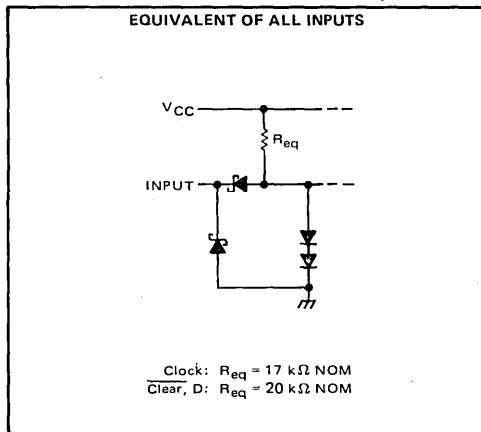 EQUIVALENT OF ALL INPUTS
VCC
Req
INPUT
Clock: Req = 17 kΩ NOM
Clear, D: Req = 20 kΩ NOM